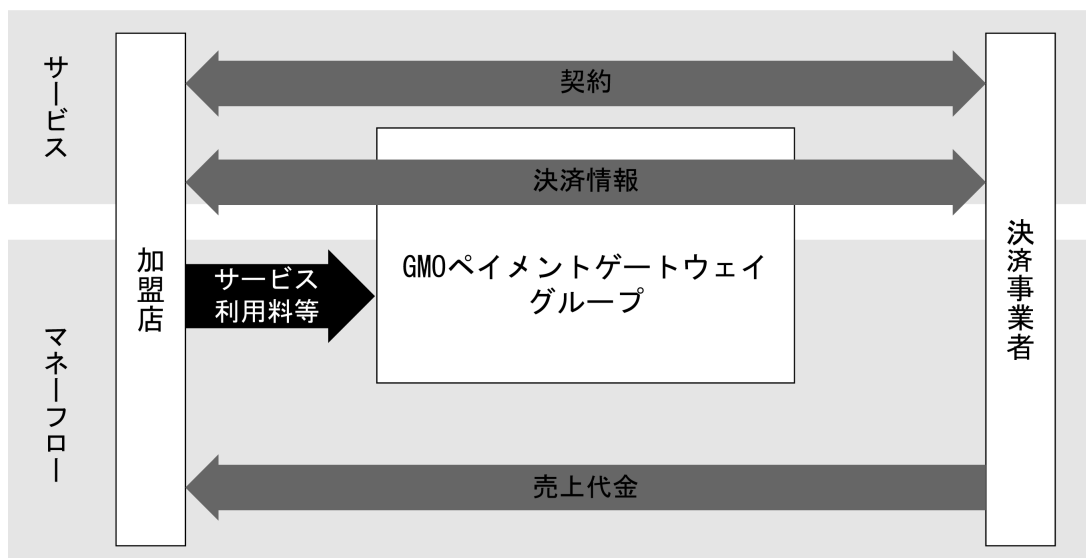 サービス
契約
決済情報
加盟店
GMOペイメントゲートウェイ
グループ
サービス
利用料等
決済事業者
マネーフロー
売上代金